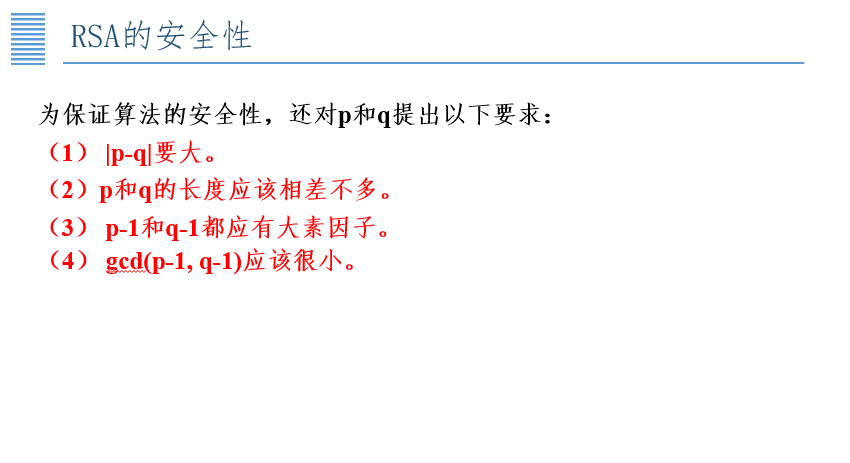 RSA的安全性
为保证算法的安全性，还对p和q提出以下要求：
（1） |p-q|要大。
（2）p和q的长度应该相差不多。
（3） p-1和q-1都应有大素因子。
（4） gcd(p-1, q-1)应该很小。